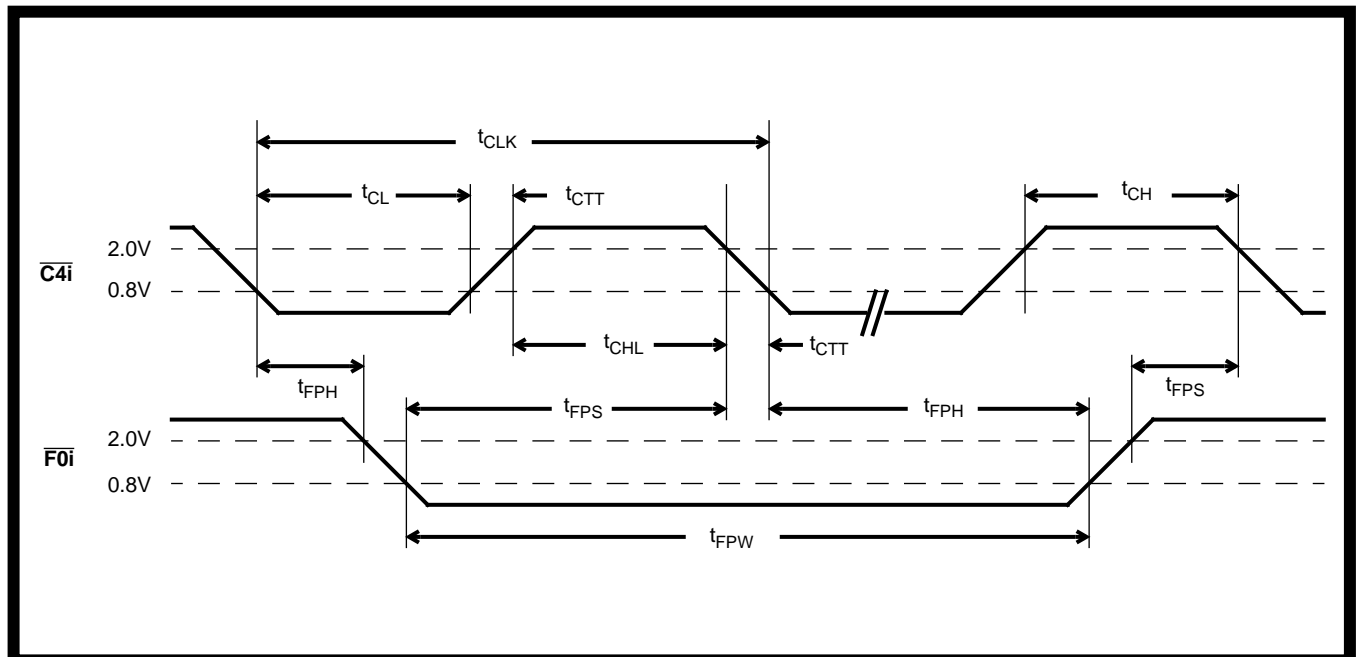 tCLK
tCL
tCTT
tCH
2.0V
C4i
0.8V
tCHL
tCTT
tFPH
tFPS
tFPS
tFPH
2.0V
F0i
0.8V
tFPW